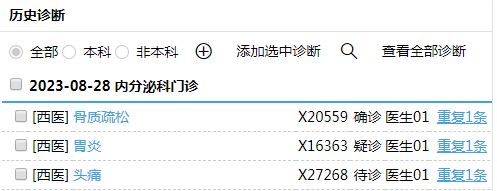 历史诊断
全部 本科 非本科 添加选中诊断 查看全部诊断
2023-08-28 内分泌科门诊
[西医] 骨质疏松 X20559 确诊 医生01 重复1条
[西医] 胃炎 X16363 疑诊 医生01 重复1条
[西医] 头痛 X27268 待诊 医生01 重复1条